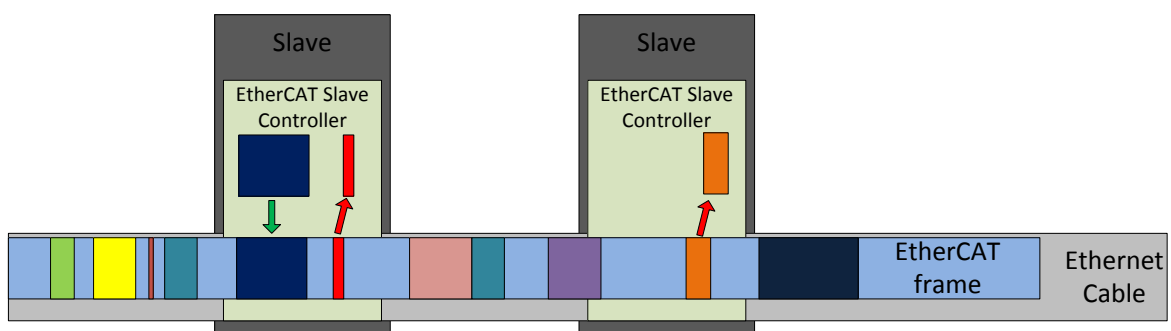 Slave
EtherCAT Slave
Controller
Slave
EtherCAT Slave
Controller
EtherCAT
frame
Ethernet
Cable